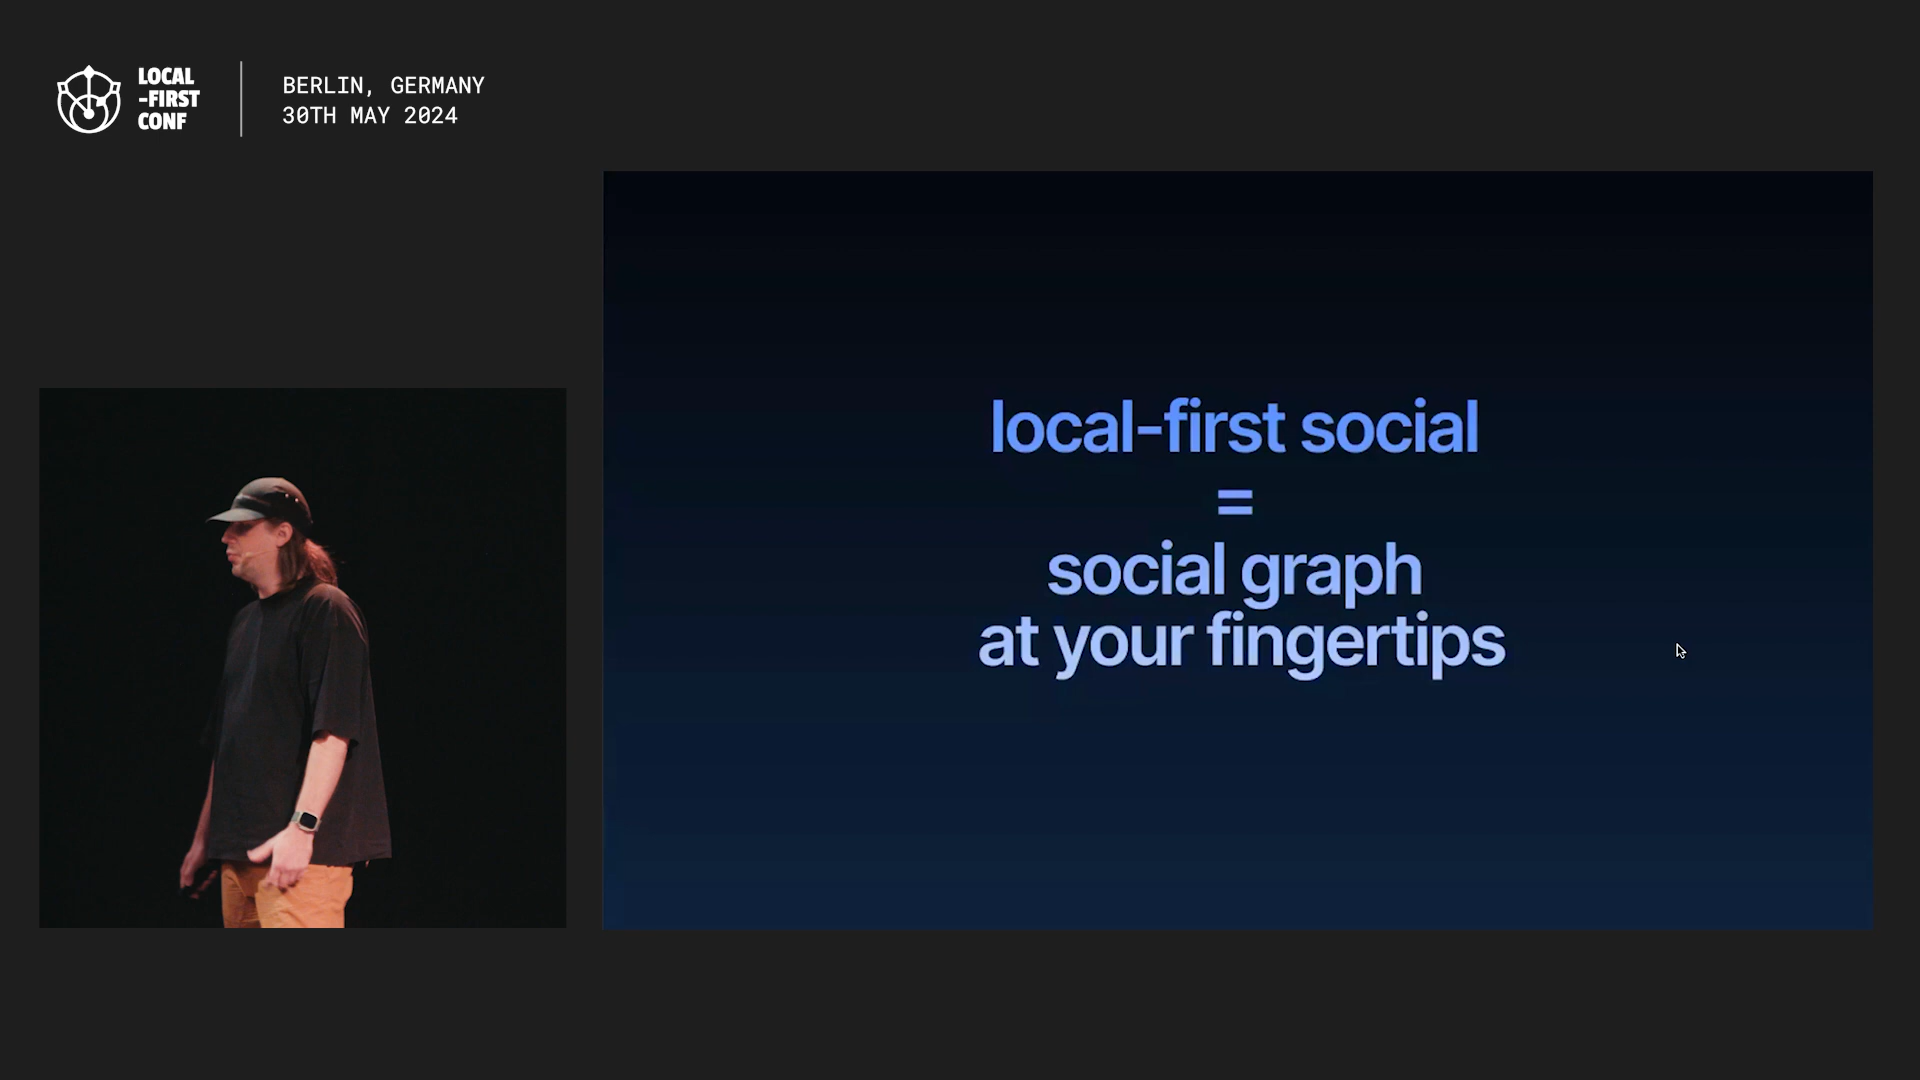 LOCAL
-FIRST
CONF
BERLIN, GERMANY
30TH MAY 2024
local-first social
=
social graph
at your fingertips